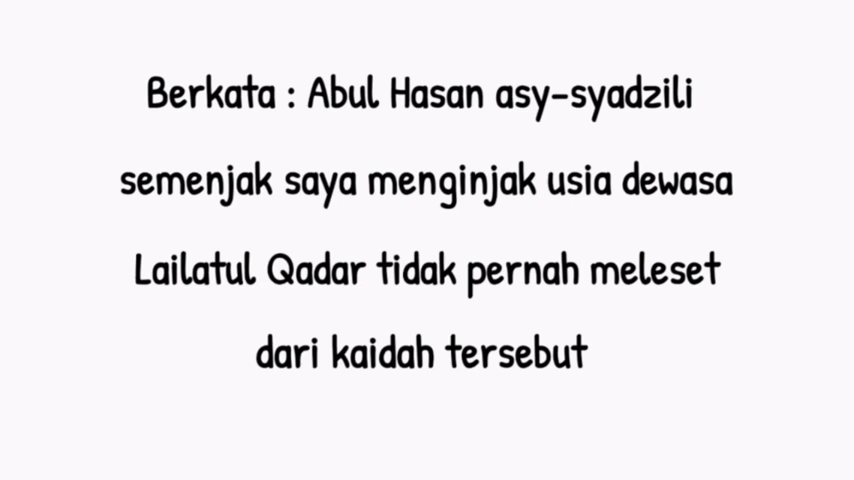 Berkata : Abul Hasan asy-syadzili
semenjak saya menginjak usia dewasa
Lailatul Qadar tidak pernah meleset
dari kaidah tersebut